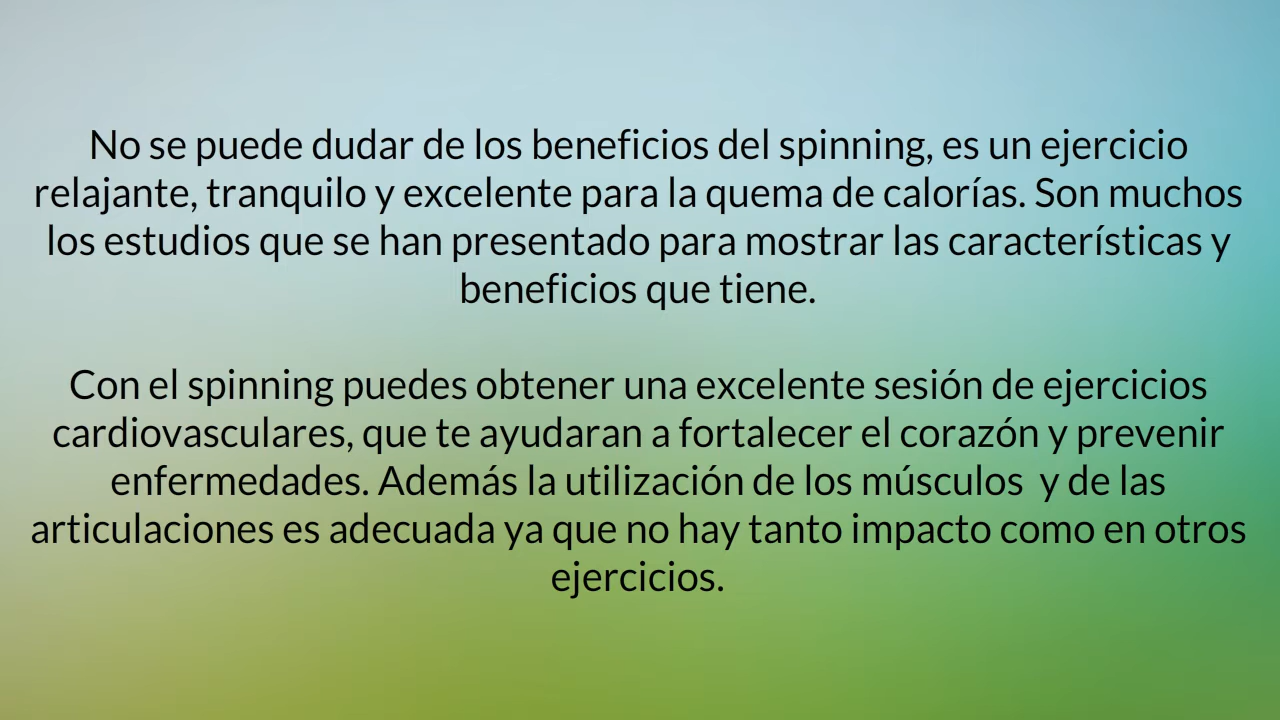 No se puede dudar de los beneficios del spinning, es un ejercicio
relajante, tranquilo y excelente para la quema de calorías. Son muchos
los estudios que se han presentado para mostrar las características y
beneficios que tiene.
Con el spinning puedes obtener una excelente sesión de ejercicios
cardiovasculares, que te ayudaran a fortalecer el corazón y prevenir
enfermedades. Además la utilización de los músculos  y de las
articulaciones es adecuada ya que no hay tanto impacto como en otros
ejercicios.